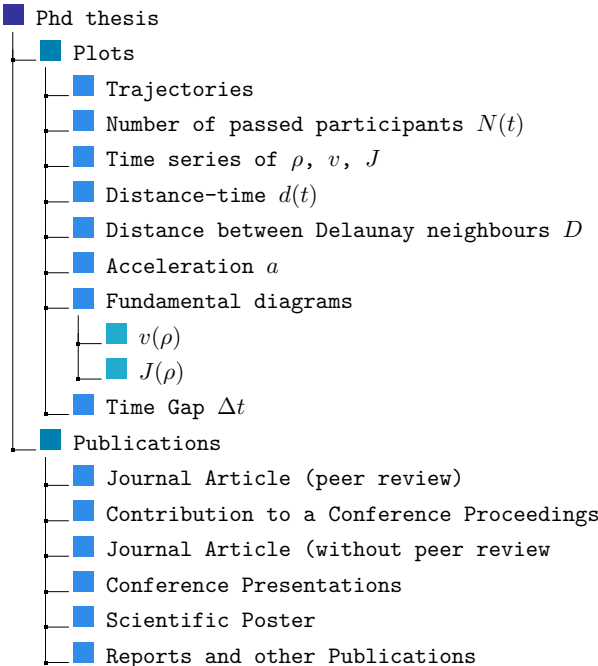 Phd thesis
Plots
Trajectories
Number of passed participants N(t)
Time series of ρ, v, J
Distance-time d(t)
Distance between Delaunay neighbours D
Acceleration a
Fundamental diagrams
v(ρ)
J(ρ)
Time Gap Δt
Publications
Journal Article (peer review)
Contribution to a Conference Proceedings
Journal Article (without peer review
Conference Presentations
Scientific Poster
Reports and other Publications